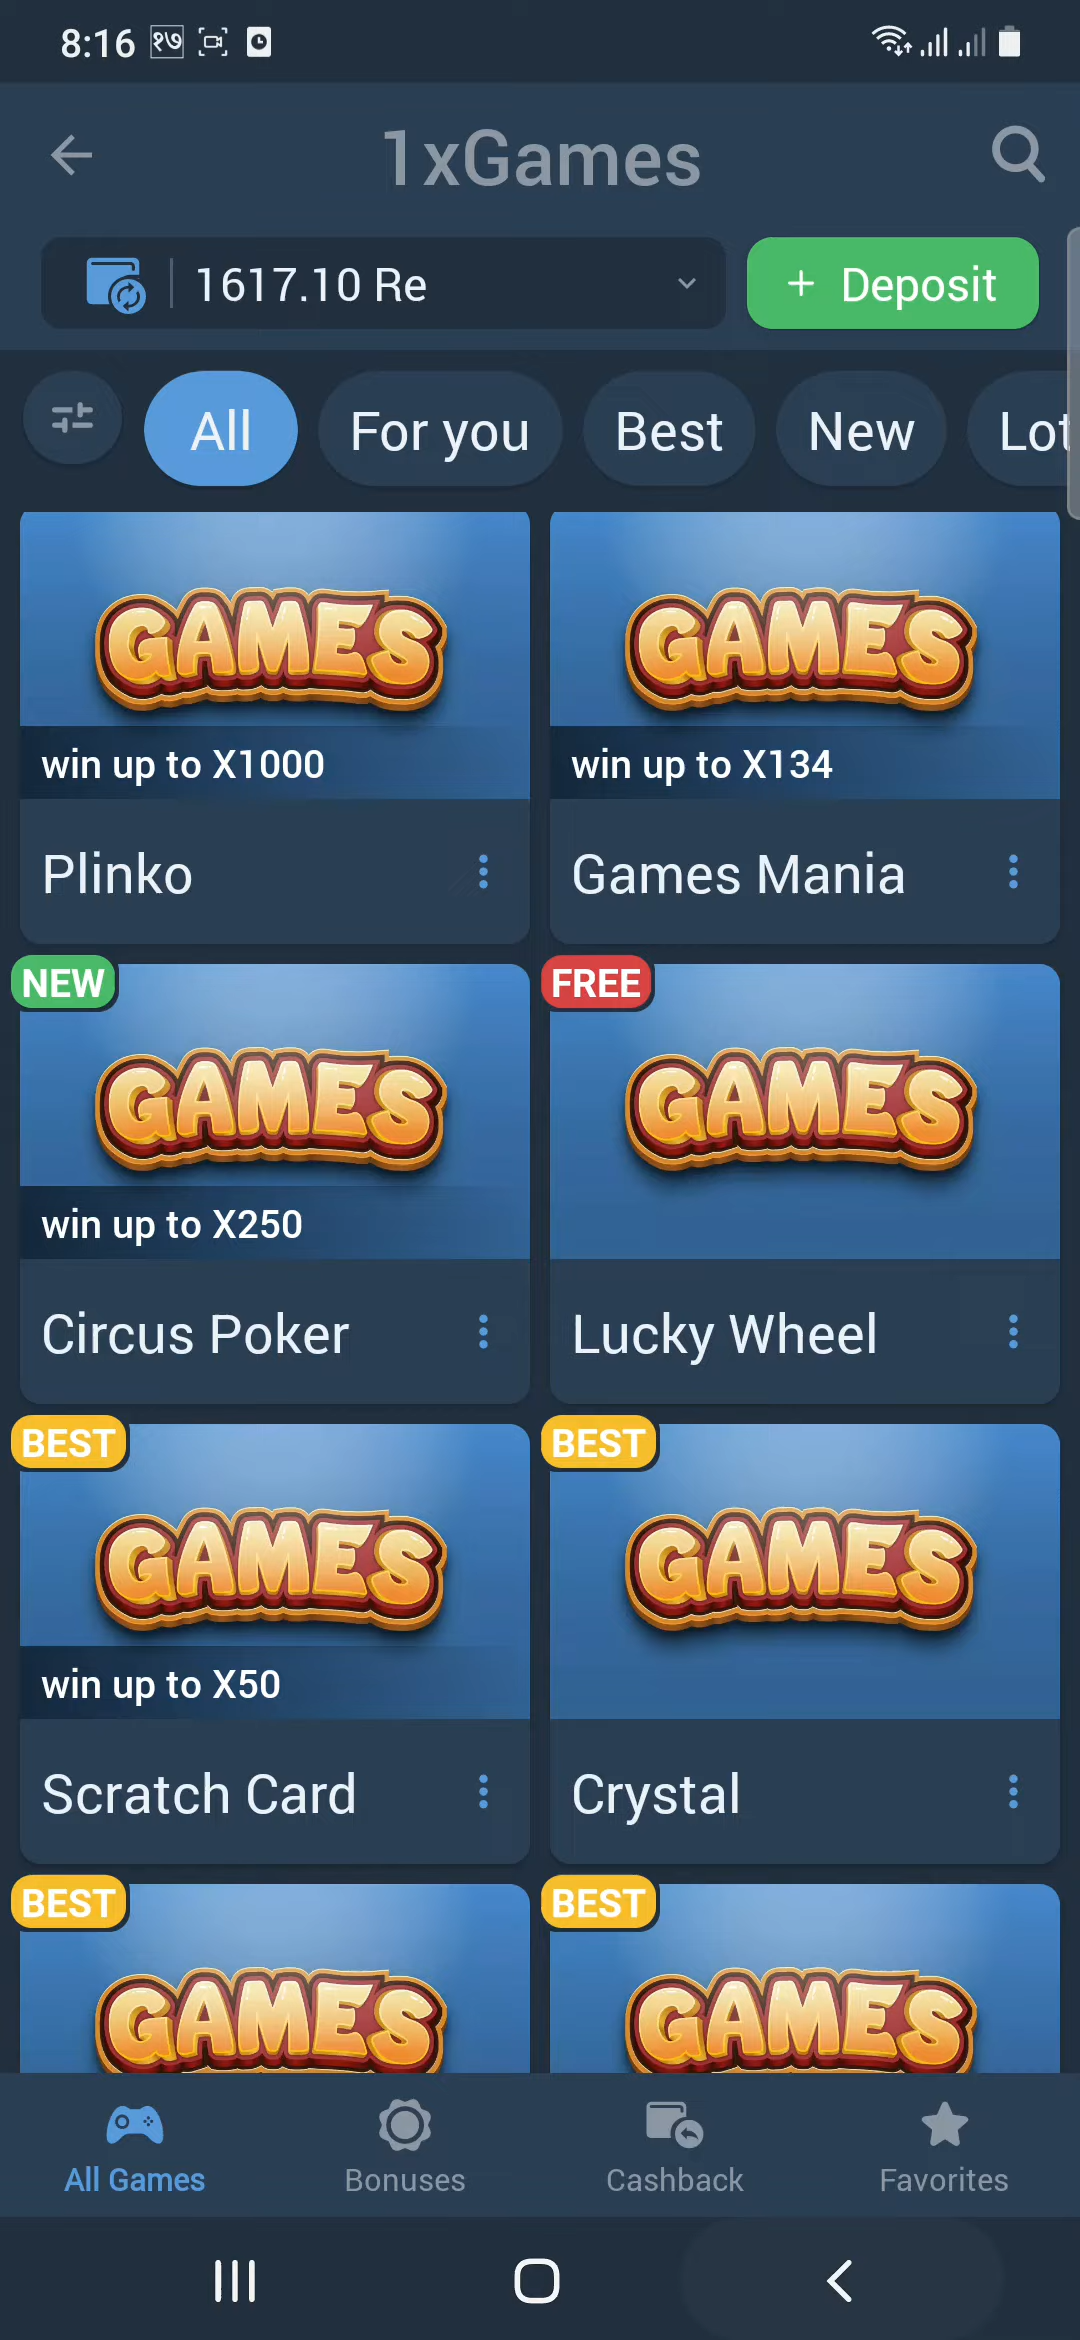 8:16 १७
1xGames
1617.10 Re
+ Deposit
All For you Best New Lot
GAMES GAMES
win up to X1000 win up to X134
Plinko Games Mania
NEW FREE
GAMES GAMES
win up to X250
Circus Poker Lucky Wheel
BEST BEST
GAMES GAMES
win up to X50
Scratch Card Crystal
BEST BEST
GAMES GAMES
All Games Bonuses Cashback Favorites